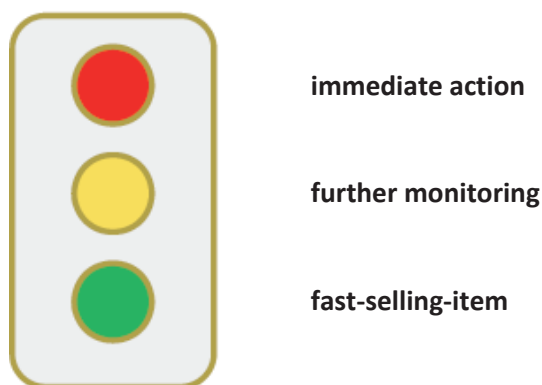 immediate action
further monitoring
fast-selling-item